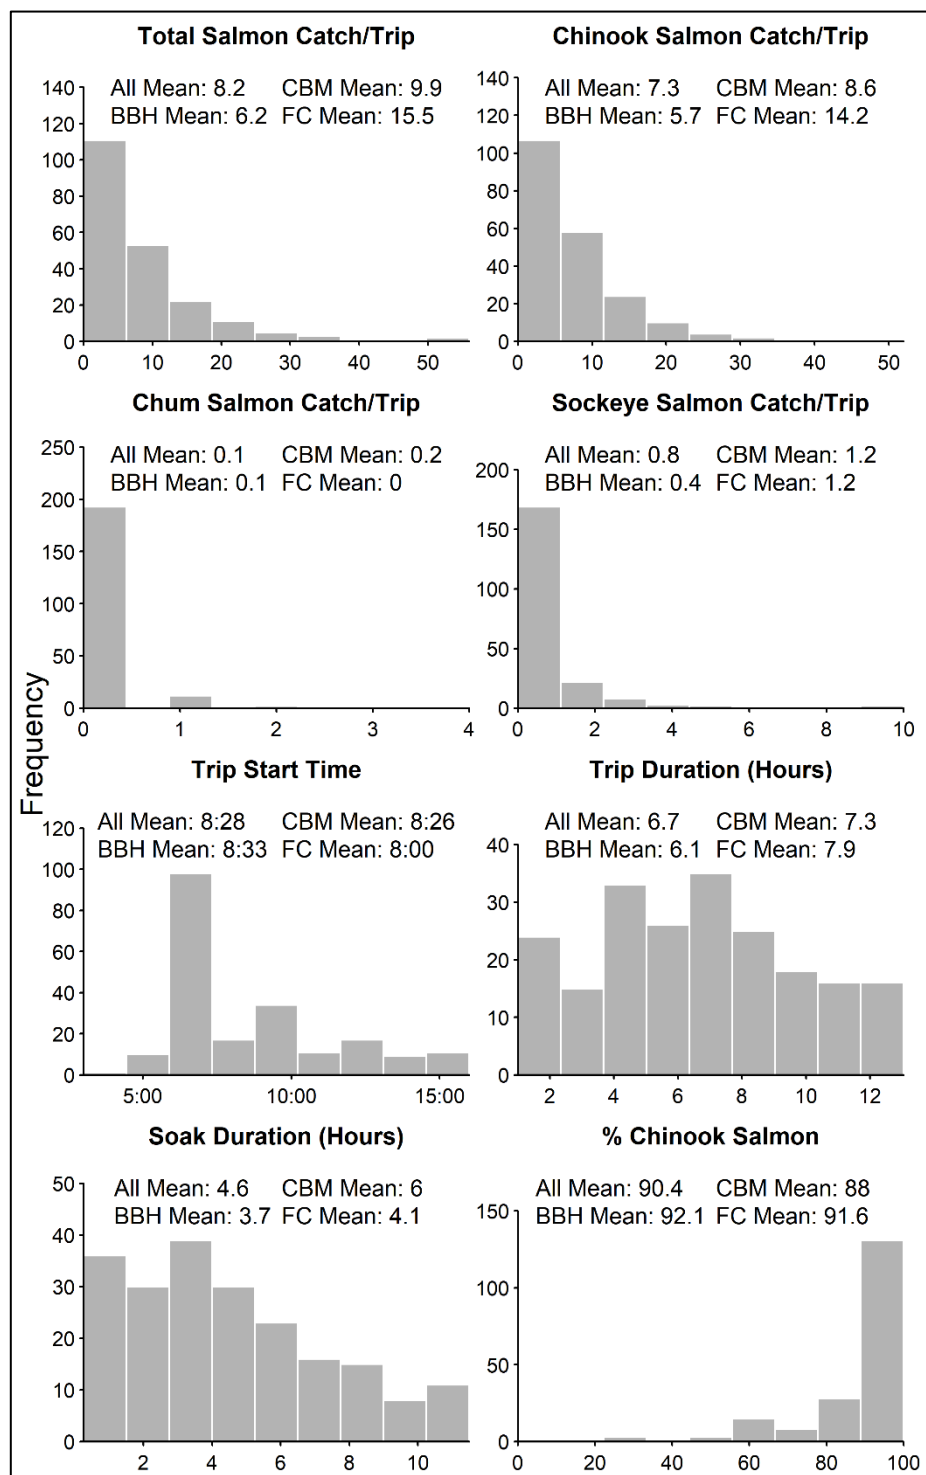 Total Salmon Catch/Trip
All Mean: 8.2 CBM Mean: 9.9
BBH Mean: 6.2 FC Mean: 15.5
140
120
100
80
60
40
20
0
0 10 20 30 40 50
Chinook Salmon Catch/Trip
All Mean: 7.3 CBM Mean: 8.6
BBH Mean: 5.7 FC Mean: 14.2
140
120
100
80
60
40
20
0
0 10 20 30 40 50
Chum Salmon Catch/Trip
All Mean: 0.1 CBM Mean: 0.2
BBH Mean: 0.1 FC Mean: 0
250
200
150
100
50
0
0 1 2 3 4
Sockeye Salmon Catch/Trip
All Mean: 0.8 CBM Mean: 1.2
BBH Mean: 0.4 FC Mean: 1.2
200
150
100
50
0
0 2 4 6 8 10
Frequency
Trip Start Time
All Mean: 8:28 CBM Mean: 8:26
BBH Mean: 8:33 FC Mean: 8:00
120
100
80
60
40
20
0
5:00 10:00 15:00
Trip Duration (Hours)
All Mean: 6.7 CBM Mean: 7.3
BBH Mean: 6.1 FC Mean: 7.9
40
30
20
10
0
2 4 6 8 10 12
Soak Duration (Hours)
All Mean: 4.6 CBM Mean: 6
BBH Mean: 3.7 FC Mean: 4.1
50
40
30
20
10
0
2 4 6 8 10
% Chinook Salmon
All Mean: 90.4 CBM Mean: 88
BBH Mean: 92.1 FC Mean: 91.6
150
100
50
0
0 20 40 60 80 100